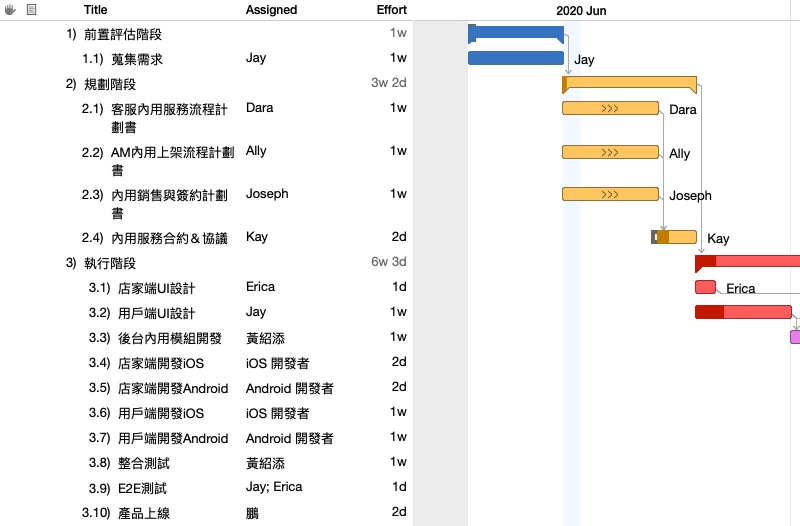 Title Assigned Effort 2020 Jun
1) 前置評估階段 1w
1.1) 蒐集需求 Jay 1w Jay
2) 規劃階段 3w 2d
2.1) 客服內用服務流程計 Dara 1w Dara
劃書
2.2) AM內用上架流程計劃 Ally 1w Ally
書
2.3) 內用銷售與簽約計劃 Joseph 1w Joseph
書
2.4) 內用服務合約＆協議 Kay 2d Kay
3) 執行階段 6w 3d
3.1) 店家端UI設計 Erica 1d Erica
3.2) 用戶端UI設計 Jay 1w
3.3) 後台內用模組開發 黃紹添 1w
3.4) 店家端開發iOS iOS 開發者 2d
3.5) 店家端開發Android Android 開發者 2d
3.6) 用戶端開發iOS iOS 開發者 1w
3.7) 用戶端開發Android Android 開發者 1w
3.8) 整合測試 黃紹添 1w
3.9) E2E測試 Jay; Erica 1d
3.10) 產品上線 鵬 2d